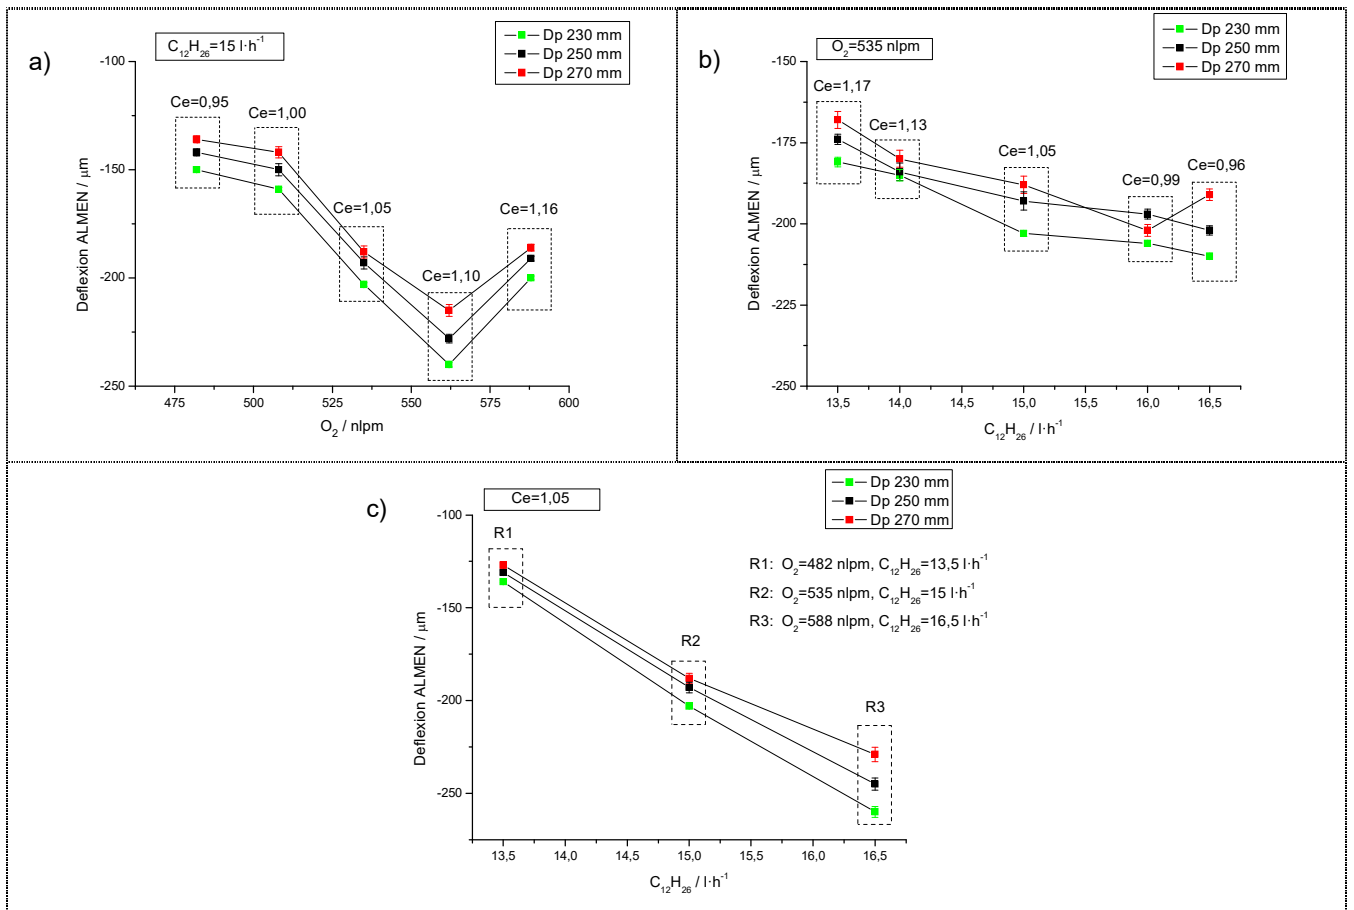 a)
C₁₂H₂₆=15 l·h⁻¹
Dp 230 mm
Dp 250 mm
Dp 270 mm
Deflexion ALMEN / μm
-100
-150
-200
-250
Ce=0,95
Ce=1,00
Ce=1,05
Ce=1,10
Ce=1,16
475 500 525 550 575 600
O₂ / nlpm
b)
O₂=535 nlpm
Dp 230 mm
Dp 250 mm
Dp 270 mm
Deflexion ALMEN / μm
-150
-175
-200
-225
-250
Ce=1,17
Ce=1,13
Ce=1,05
Ce=0,99
Ce=0,96
13,5 14,0 14,5 15,0 15,5 16,0 16,5
C₁₂H₂₆ / l·h⁻¹
c)
Ce=1,05
Dp 230 mm
Dp 250 mm
Dp 270 mm
Deflexion ALMEN / μm
-100
-150
-200
-250
R1
R2
R3
R1: O₂=482 nlpm, C₁₂H₂₆=13,5 l·h⁻¹
R2: O₂=535 nlpm, C₁₂H₂₆=15 l·h⁻¹
R3: O₂=588 nlpm, C₁₂H₂₆=16,5 l·h⁻¹
13,5 14,0 14,5 15,0 15,5 16,0 16,5
C₁₂H₂₆ / l·h⁻¹